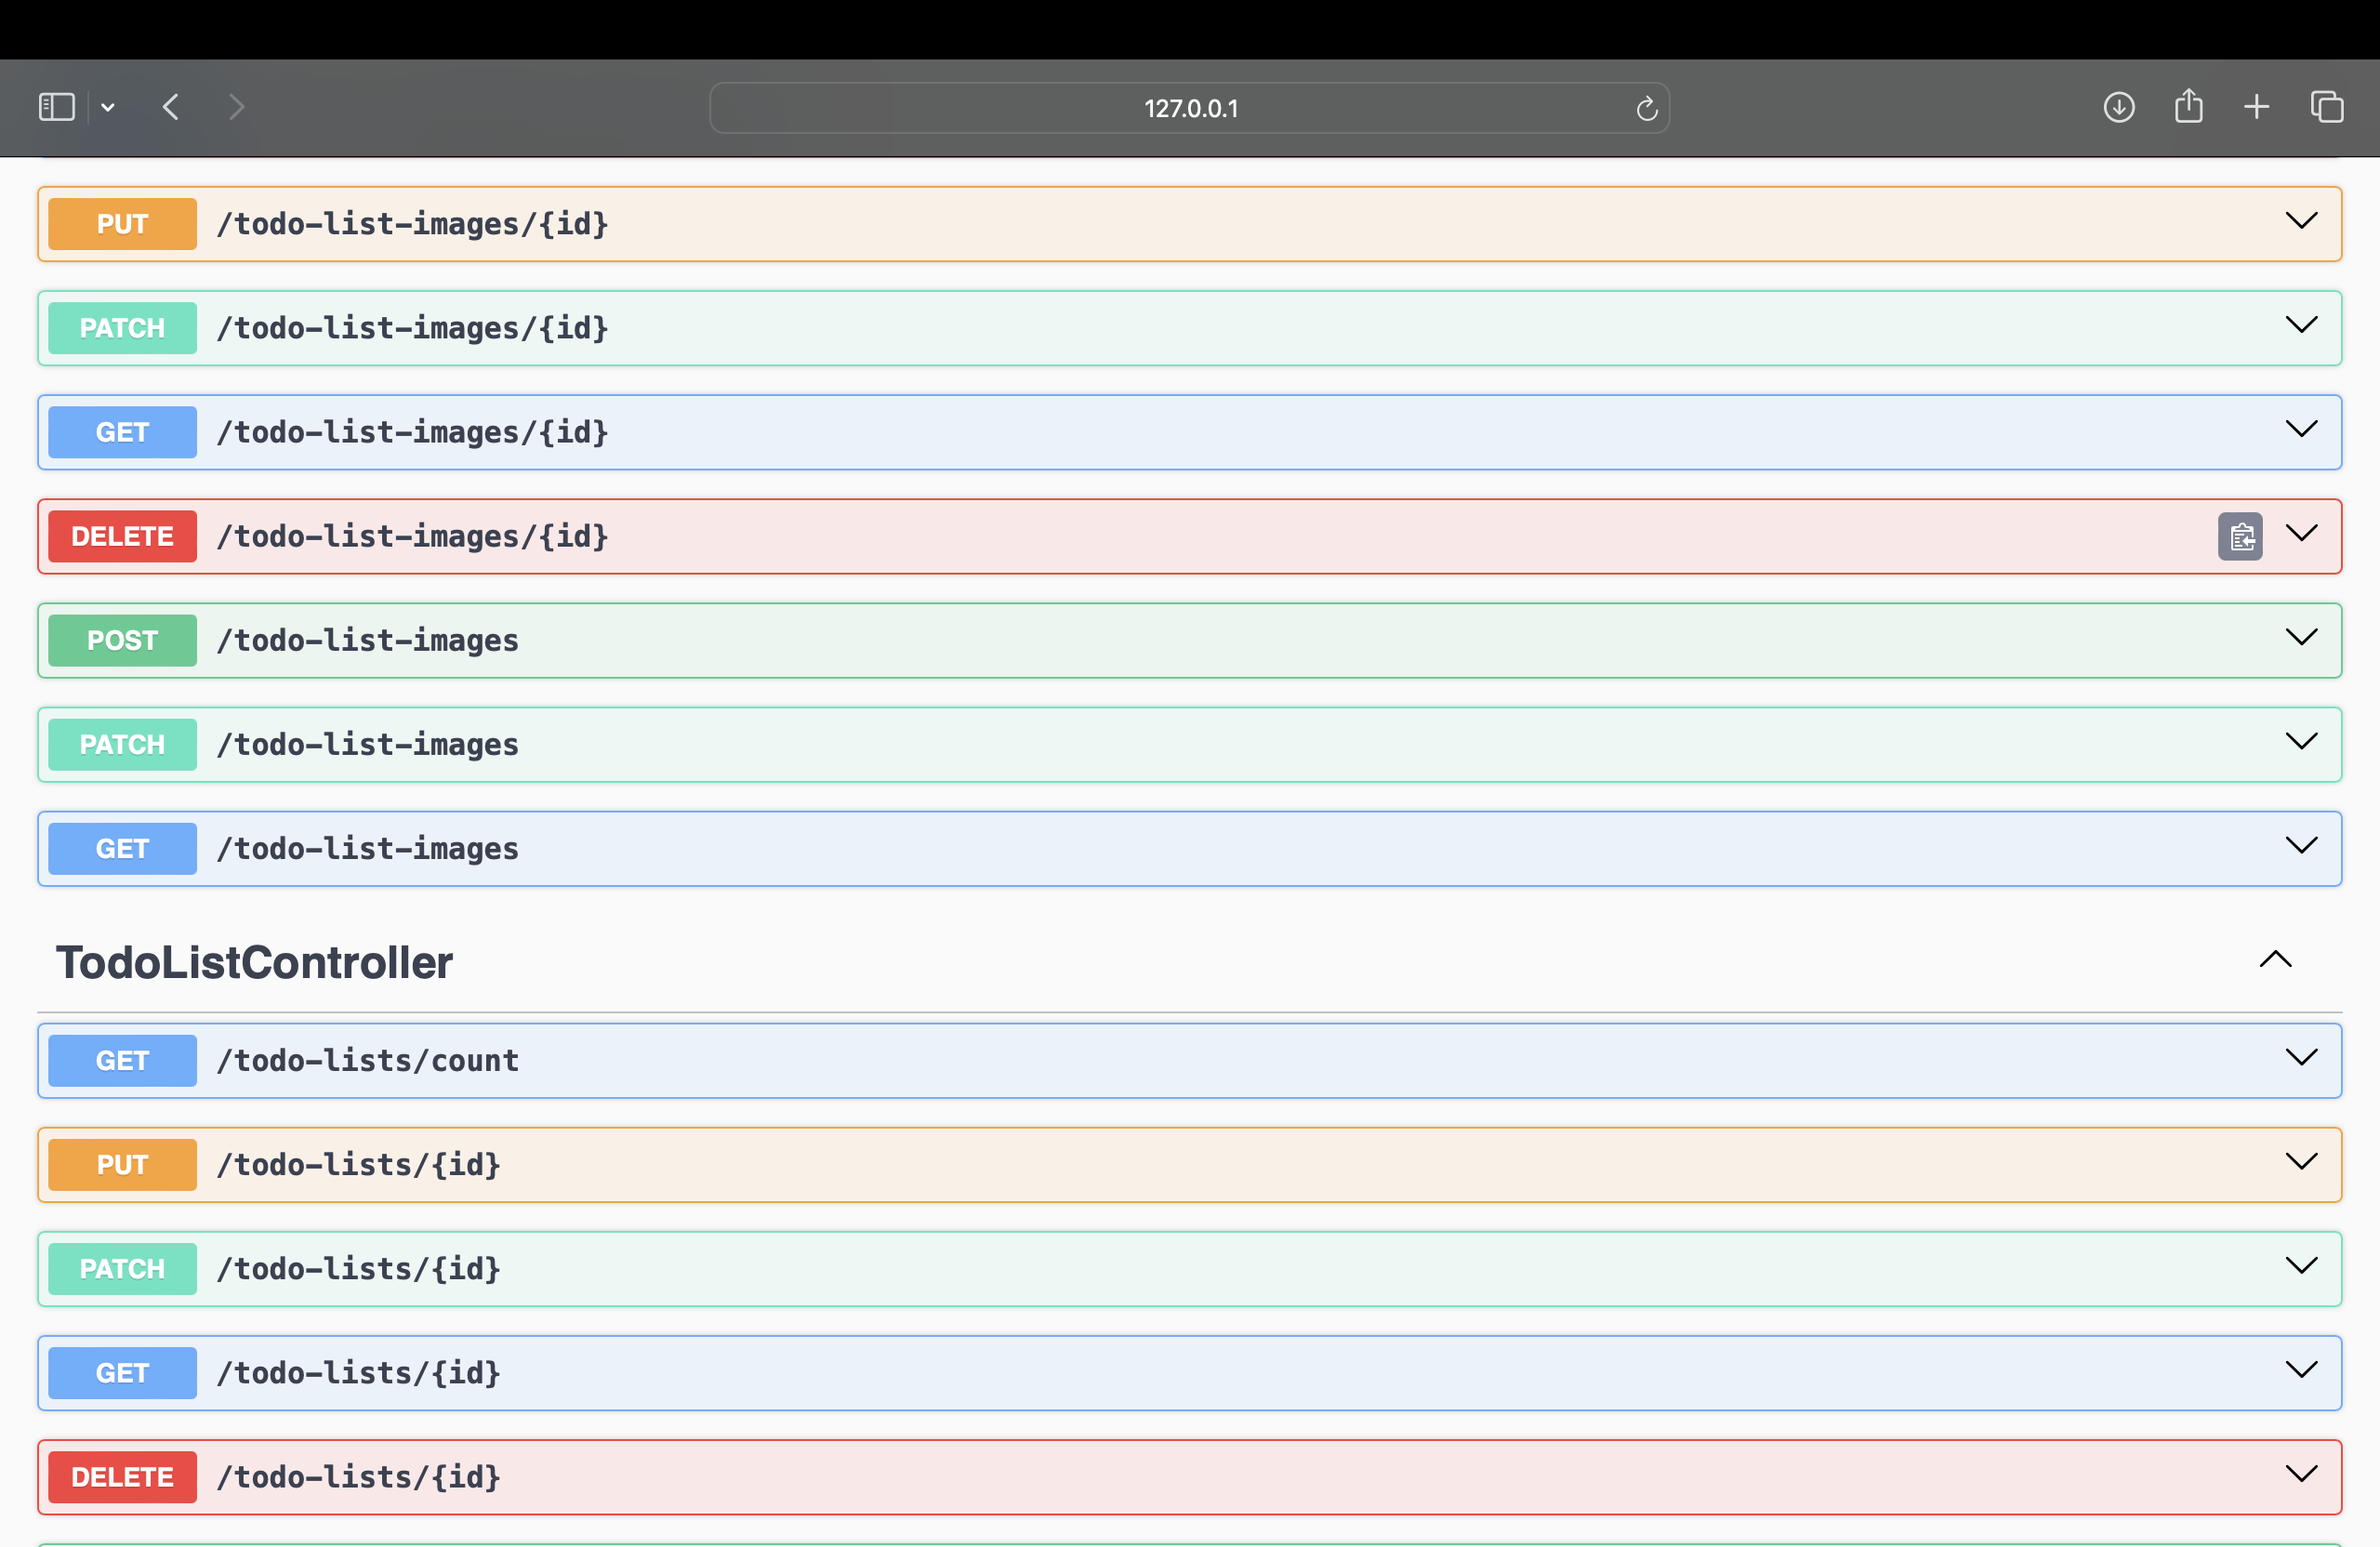 127.0.0.1
PUT /todo-list-images/{id}
PATCH /todo-list-images/{id}
GET /todo-list-images/{id}
DELETE /todo-list-images/{id}
POST /todo-list-images
PATCH /todo-list-images
GET /todo-list-images
TodoListController
GET /todo-lists/count
PUT /todo-lists/{id}
PATCH /todo-lists/{id}
GET /todo-lists/{id}
DELETE /todo-lists/{id}